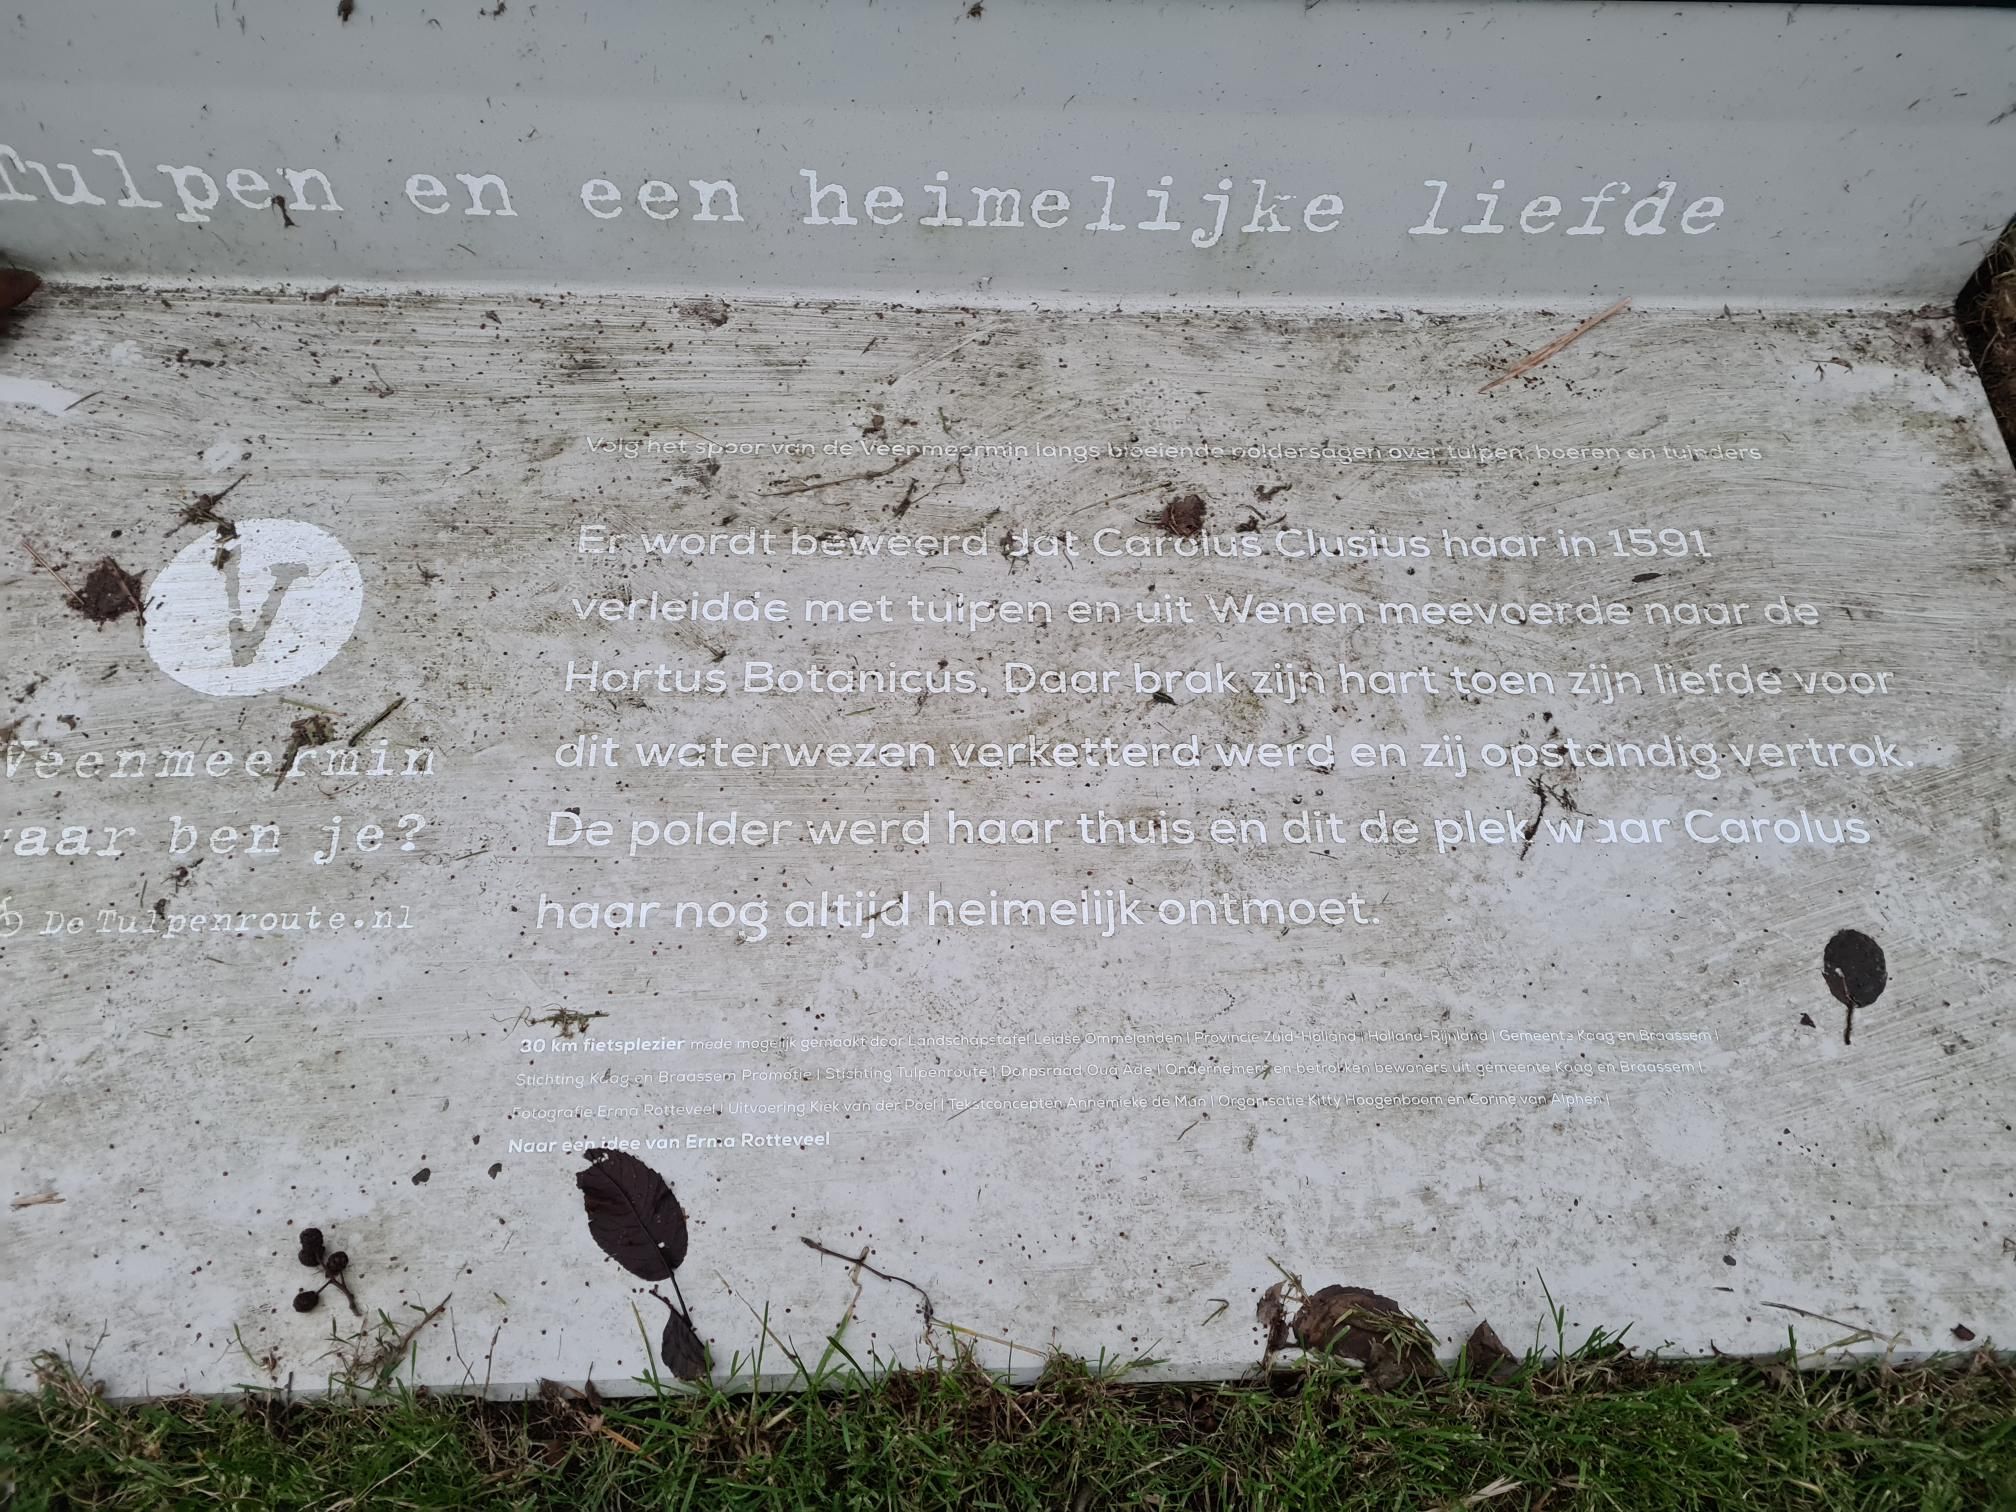 Tulpen en een heimelijke liefde
Volg het spoor van de Veenmeermin langs bloeiende poldersagen over tulpen, boeren en tuinders
V
Veenmeermin
waar ben je?
De Tulpenroute.nl
Er wordt beweerd dat Carolus Clusius haar in 1591
verleidde met tulpen en uit Wenen meevoerde naar de
Hortus Botanicus. Daar brak zijn hart toen zijn liefde voor
dit waterwezen verketterd werd en zij opstandig vertrok.
De polder werd haar thuis en dit de plek waar Carolus
haar nog altijd heimelijk ontmoet.
30 km fietsplezier mede mogelijk gemaakt door Landschapstafel Leidse Ommelanden | Provincie Zuid-Holland | Holland-Rijnland | Gemeente Kaag en Braassem |
Stichting Kaag en Braassem Promotie | Stichting Tulpenroute | Dorpsraad Oud Ade | Ondernemers en betrokken bewoners uit gemeente Kaag en Braassem |
Fotografie Erma Rotteveel | Uitvoering Kiek van der Poel | Tekstconcepten Annemieke de Man | Organisatie Kitty Hoogenboom en Corine van Alphen |
Naar een idee van Erma Rotteveel